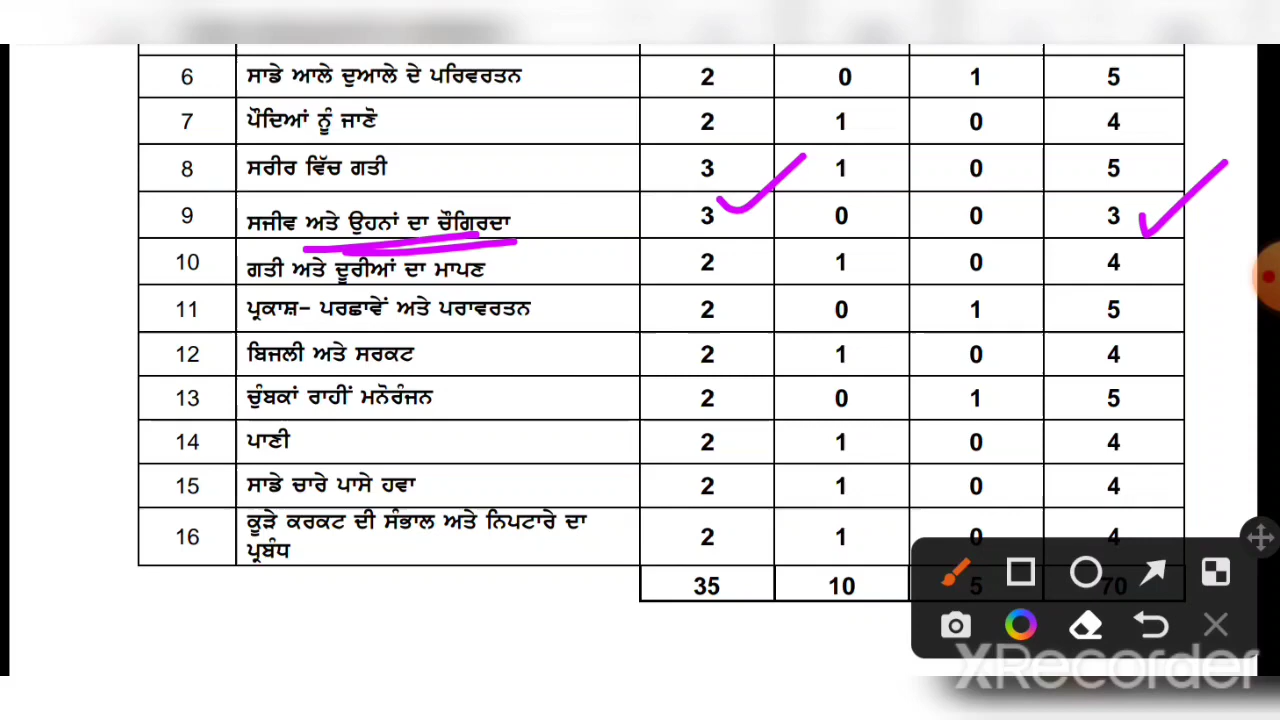 6 ਸਾਡੇ ਆਲੇ ਦੁਆਲੇ ਦੇ ਪਰਿਵਰਤਨ 2 0 1 5
7 ਪੌਦਿਆਂ ਨੂੰ ਜਾਣੋ 2 1 0 4
8 ਸਰੀਰ ਵਿੱਚ ਗਤੀ 3 1 0 5
9 ਸਜੀਵ ਅਤੇ ਉਹਨਾਂ ਦਾ ਚੌਗਿਰਦਾ 3 0 0 3
10 ਗਤੀ ਅਤੇ ਦੂਰੀਆਂ ਦਾ ਮਾਪਣ 2 1 0 4
11 ਪ੍ਰਕਾਸ਼- ਪਰਛਾਵੇਂ ਅਤੇ ਪਰਾਵਰਤਨ 2 0 1 5
12 ਬਿਜਲੀ ਅਤੇ ਸਰਕਟ 2 1 0 4
13 ਚੁੰਬਕਾਂ ਰਾਹੀਂ ਮਨੋਰੰਜਨ 2 0 1 5
14 ਪਾਣੀ 2 1 0 4
15 ਸਾਡੇ ਚਾਰੇ ਪਾਸੇ ਹਵਾ 2 1 0 4
16 ਕੂੜੇ ਕਰਕਟ ਦੀ ਸੰਭਾਲ ਅਤੇ ਨਿਪਟਾਰੇ ਦਾ 2 1 0 4
ਪ੍ਰਬੰਧ
35 10 5 70
XRecorder